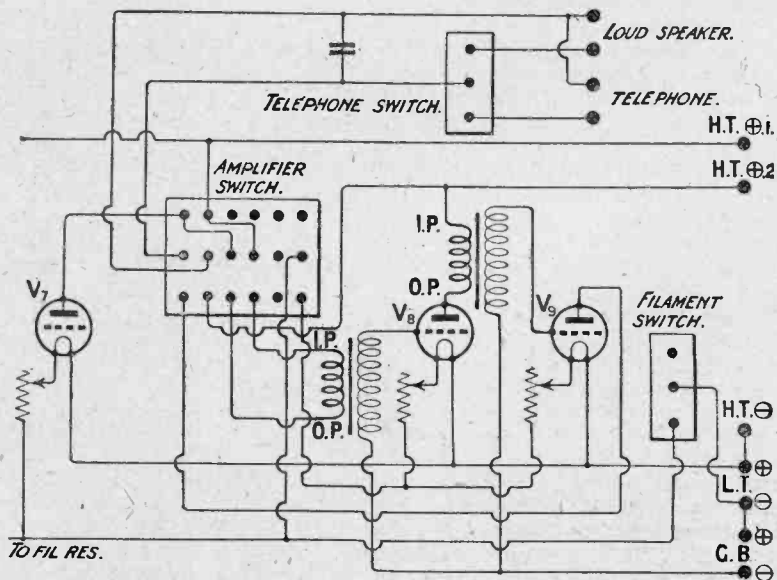 LOUD SPEAKER.
TELEPHONE SWITCH.
TELEPHONE.
H.T. ⊕.1.
H.T. ⊕.2
AMPLIFIER
SWITCH.
I.P.
O.P.
V7
V8
V9
FILAMENT
SWITCH.
I.P.
O.P.
H.T. ⊖
⊕
L.T.
⊖
⊕
G.B
⊖
TO FIL RES.